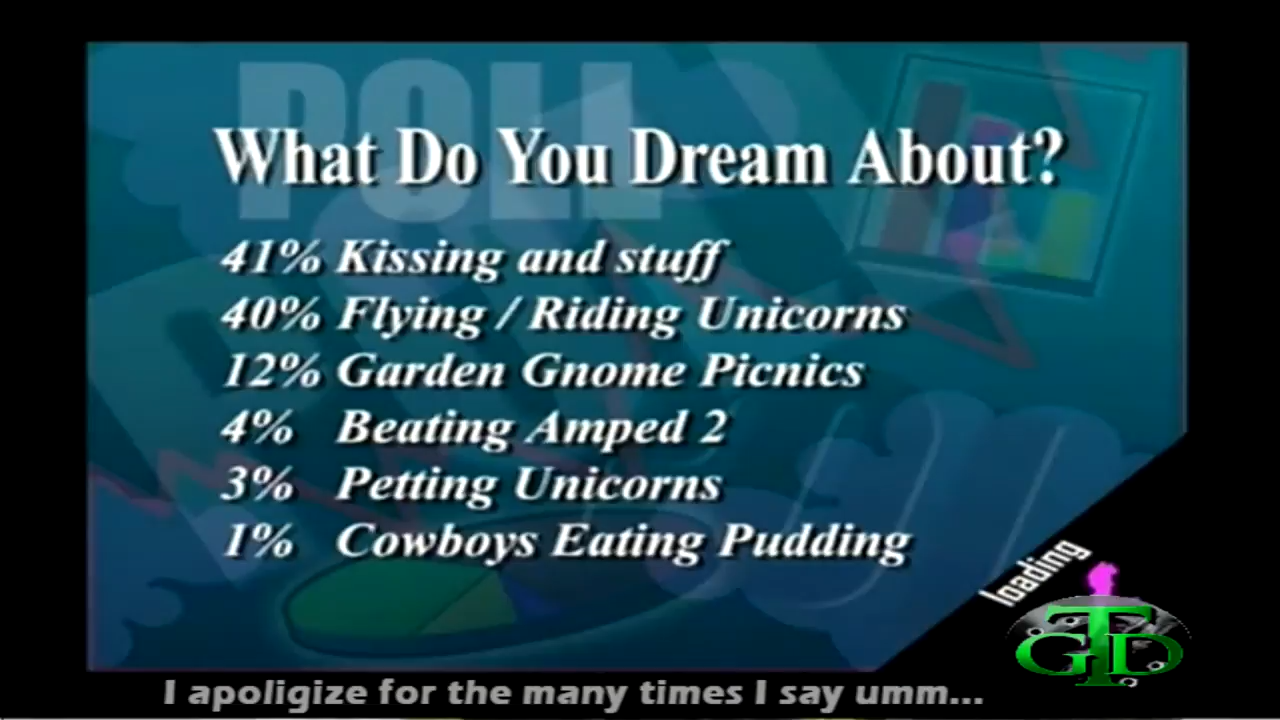 POLL
What Do You Dream About?
41% Kissing and stuff
40% Flying / Riding Unicorns
12% Garden Gnome Picnics
4% Beating Amped 2
3% Petting Unicorns
1% Cowboys Eating Pudding
loading
GTD
I apoligize for the many times I say umm...